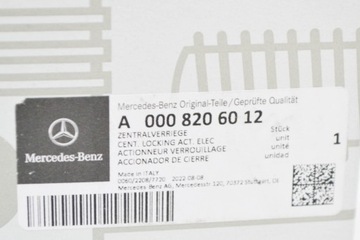 Mercedes-Benz Original-Teile/Geprüfte Qualität
A 000 820 60 12
ZENTRALVERRIEGE
CENT. LOCKING ACT. ELEC
ACTIONNEUR VERROUILLAGE
ACCIONADOR DE CIERRE
Stück
unit
unité
unidad
1
Mercedes-Benz
Made in ITALY
2022 08 08
Mercedes-Benz AG, Mercedesstr. 120, 70372 Stuttgart,